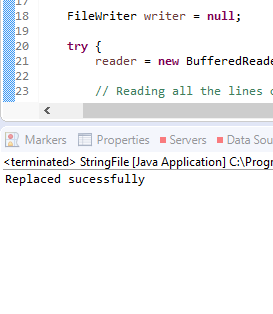 18 FileWriter writer = null;
19
20 try {
21 reader = new BufferedReade
22
23 // Reading all the lines
Markers Properties Servers Data Sou
<terminated> StringFile [Java Application] C:\Progr
Replaced sucessfully